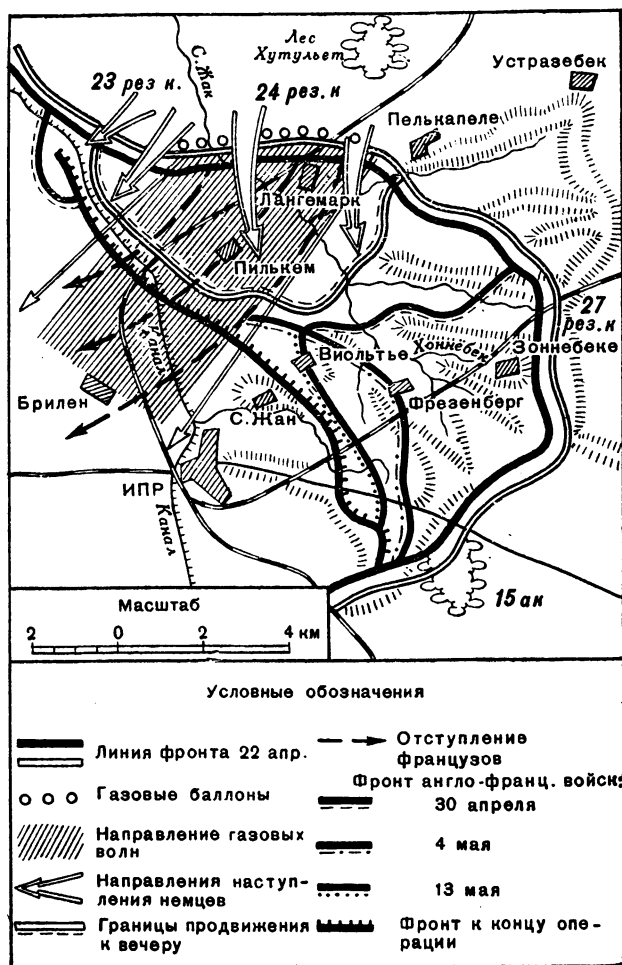 Лес
Хутульет
С. Жак
23 рез к.
24 рез. к
Устразебек
Пелькапеле
Лангемарк
Пилькем
27
рез. к
Канал
Виольтье
Хоннебек
Зоннебеке
Брилен
С. Жан
Фрезенберг
ИПР
Канал
15 ак
Масштаб
2 0 2 4 км
Условные обозначения
Линия фронта 22 апр.
Газовые баллоны
Направление газовых
волн
Направления наступ-
ления немцев
Границы продвижения
к вечеру
Отступление
французов
Фронт англо-франц. войск:
30 апреля
4 мая
13 мая
Фронт к концу опе-
рации